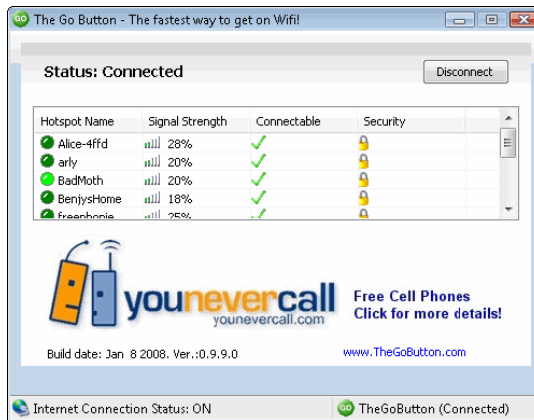 The Go Button - The fastest way to get on Wifi!
Status: Connected
Disconnect
Hotspot Name Signal Strength Connectable Security
Alice-4ffd 28%
arly 20%
BadMoth 20%
BenjysHome 18%
freephonie 25%
younevercall
younevercall.com
Free Cell Phones
Click for more details!
Build date: Jan 8 2008. Ver.:0.9.9.0
www.TheGoButton.com
Internet Connection Status: ON
GO TheGoButton (Connected)